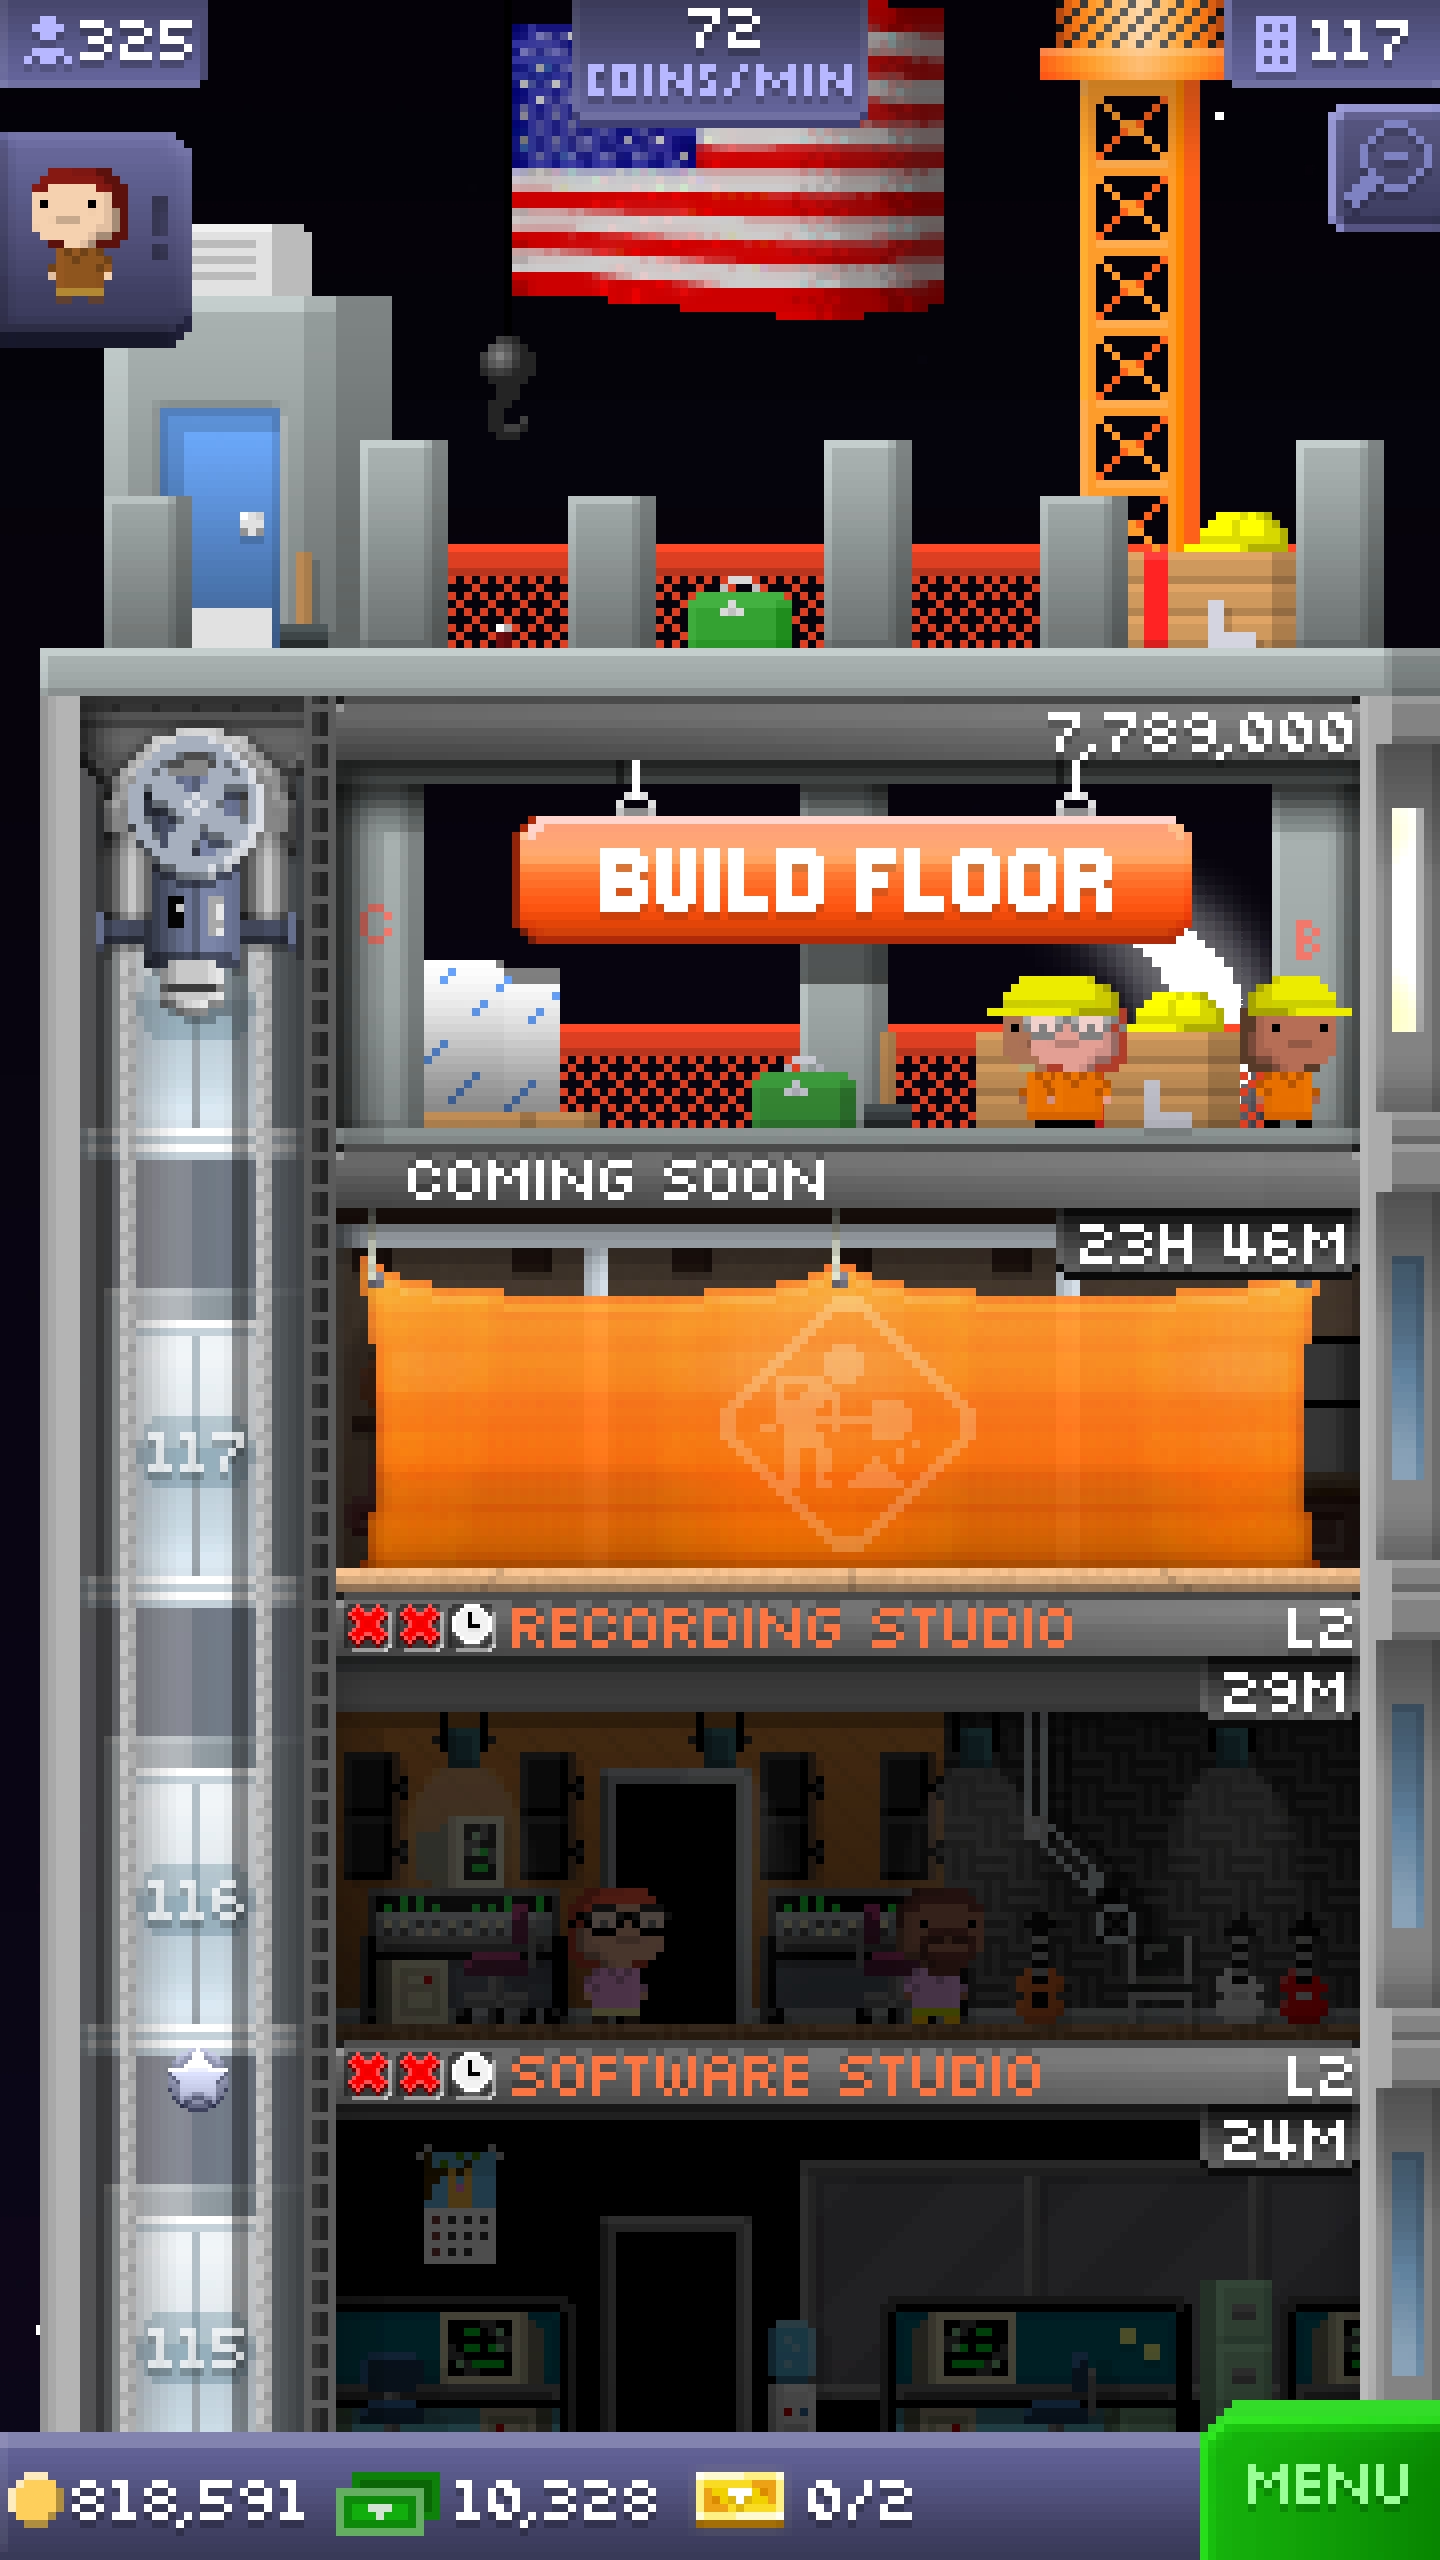 325
72
COINS/MIN
117
7,789,000
BUILD FLOOR
C
B
COMING SOON
23H 46M
117
RECORDING STUDIO L2
29M
116
SOFTWARE STUDIO L2
24M
115
818,591 10,328 0/2
MENU